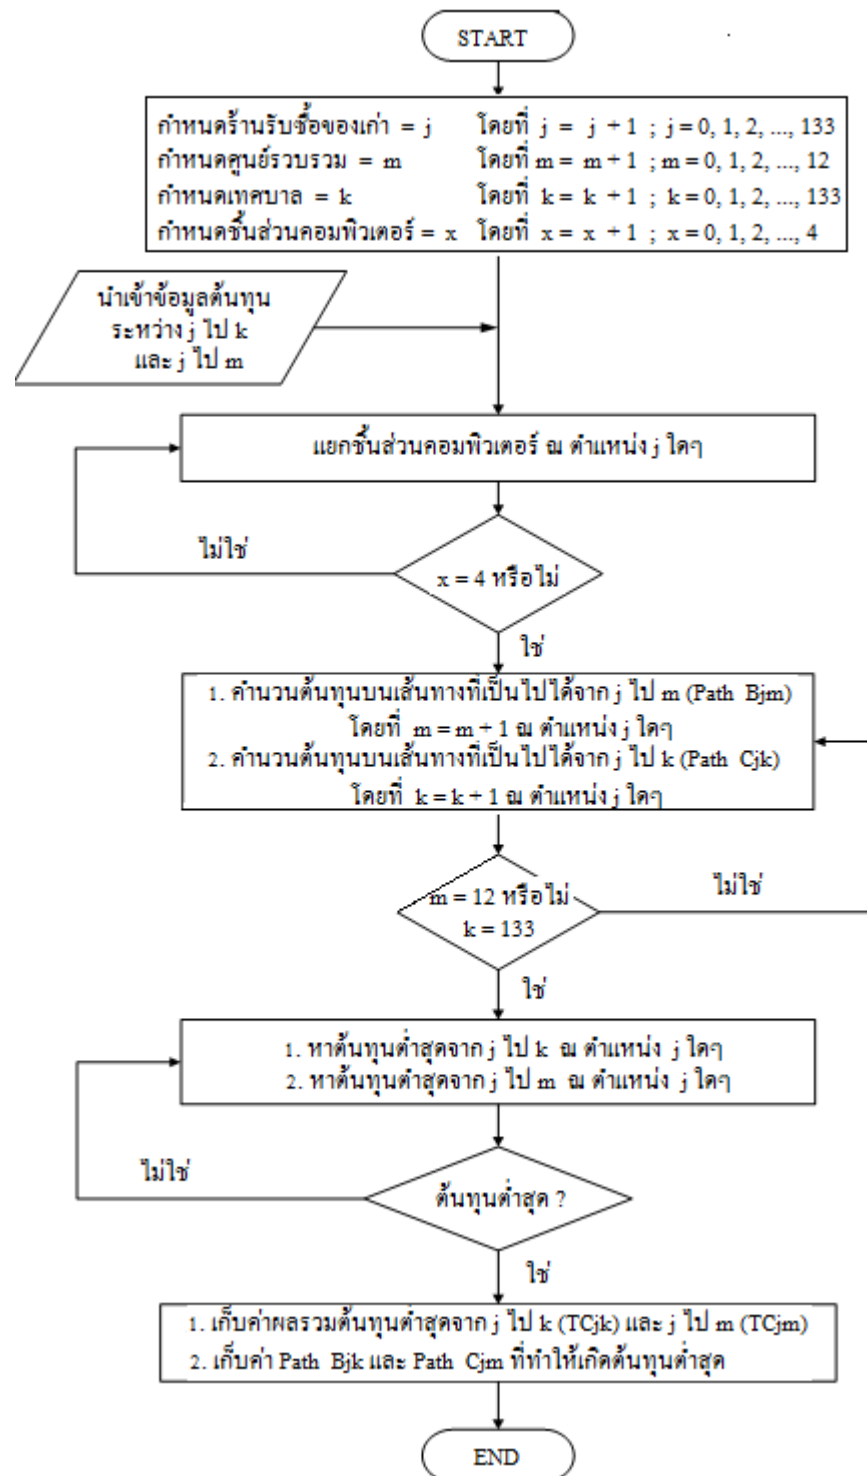 START
กำหนดร้านรับซื้อของเก่า = j โดยที่ j = j + 1 ; j = 0, 1, 2, ..., 133
กำหนดศูนย์รวบรวม = m โดยที่ m = m + 1 ; m = 0, 1, 2, ..., 12
กำหนดเทศบาล = k โดยที่ k = k + 1 ; k = 0, 1, 2, ..., 133
กำหนดชิ้นส่วนคอมพิวเตอร์ = x โดยที่ x = x + 1 ; x = 0, 1, 2, ..., 4
นำเข้าข้อมูลต้นทุน
ระหว่าง j ไป k
และ j ไป m
แยกชิ้นส่วนคอมพิวเตอร์ ณ ตำแหน่ง j ใดๆ
ไม่ใช่
x = 4 หรือไม่
ใช่
1. คำนวนต้นทุนบนเส้นทางที่เป็นไปได้จาก j ไป m (Path Bjm)
โดยที่ m = m + 1 ณ ตำแหน่ง j ใดๆ
2. คำนวนต้นทุนบนเส้นทางที่เป็นไปได้จาก j ไป k (Path Cjk)
โดยที่ k = k + 1 ณ ตำแหน่ง j ใดๆ
m = 12 หรือไม่
k = 133
ไม่ใช่
ใช่
1. หาต้นทุนต่ำสุดจาก j ไป k ณ ตำแหน่ง j ใดๆ
2. หาต้นทุนต่ำสุดจาก j ไป m ณ ตำแหน่ง j ใดๆ
ไม่ใช่
ต้นทุนต่ำสุด ?
ใช่
1. เก็บค่าผลรวมต้นทุนต่ำสุดจาก j ไป k (TCjk) และ j ไป m (TCjm)
2. เก็บค่า Path Bjk และ Path Cjm ที่ทำให้เกิดต้นทุนต่ำสุด
END